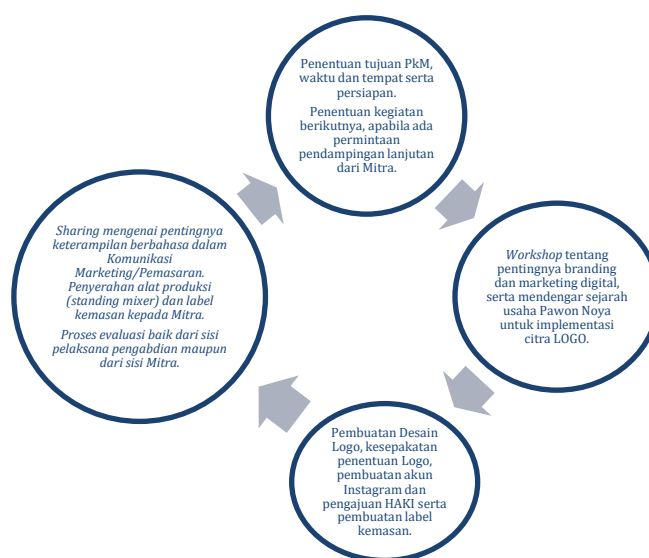 Penentuan tujuan PkM,
waktu dan tempat serta
persiapan.
Penentuan kegiatan
berikutnya, apabila ada
permintaan
pendampingan lanjutan
dari Mitra.
Workshop tentang
pentingnya branding
dan marketing digital,
serta mendengar sejarah
usaha Pawon Noya
untuk implementasi
citra LOGO.
Pembuatan Desain
Logo, kesepakatan
penentuan Logo,
pembuatan akun
Instagram dan
pengajuan HAKI serta
pembuatan label
kemasan.
Sharing mengenai pentingnya
keterampilan berbahasa dalam
Komunikasi
Marketing/Pemasaran.
Penyerahan alat produksi
(standing mixer) dan label
kemasan kepada Mitra.
Proses evaluasi baik dari sisi
pelaksana pengabdian maupun
dari sisi Mitra.